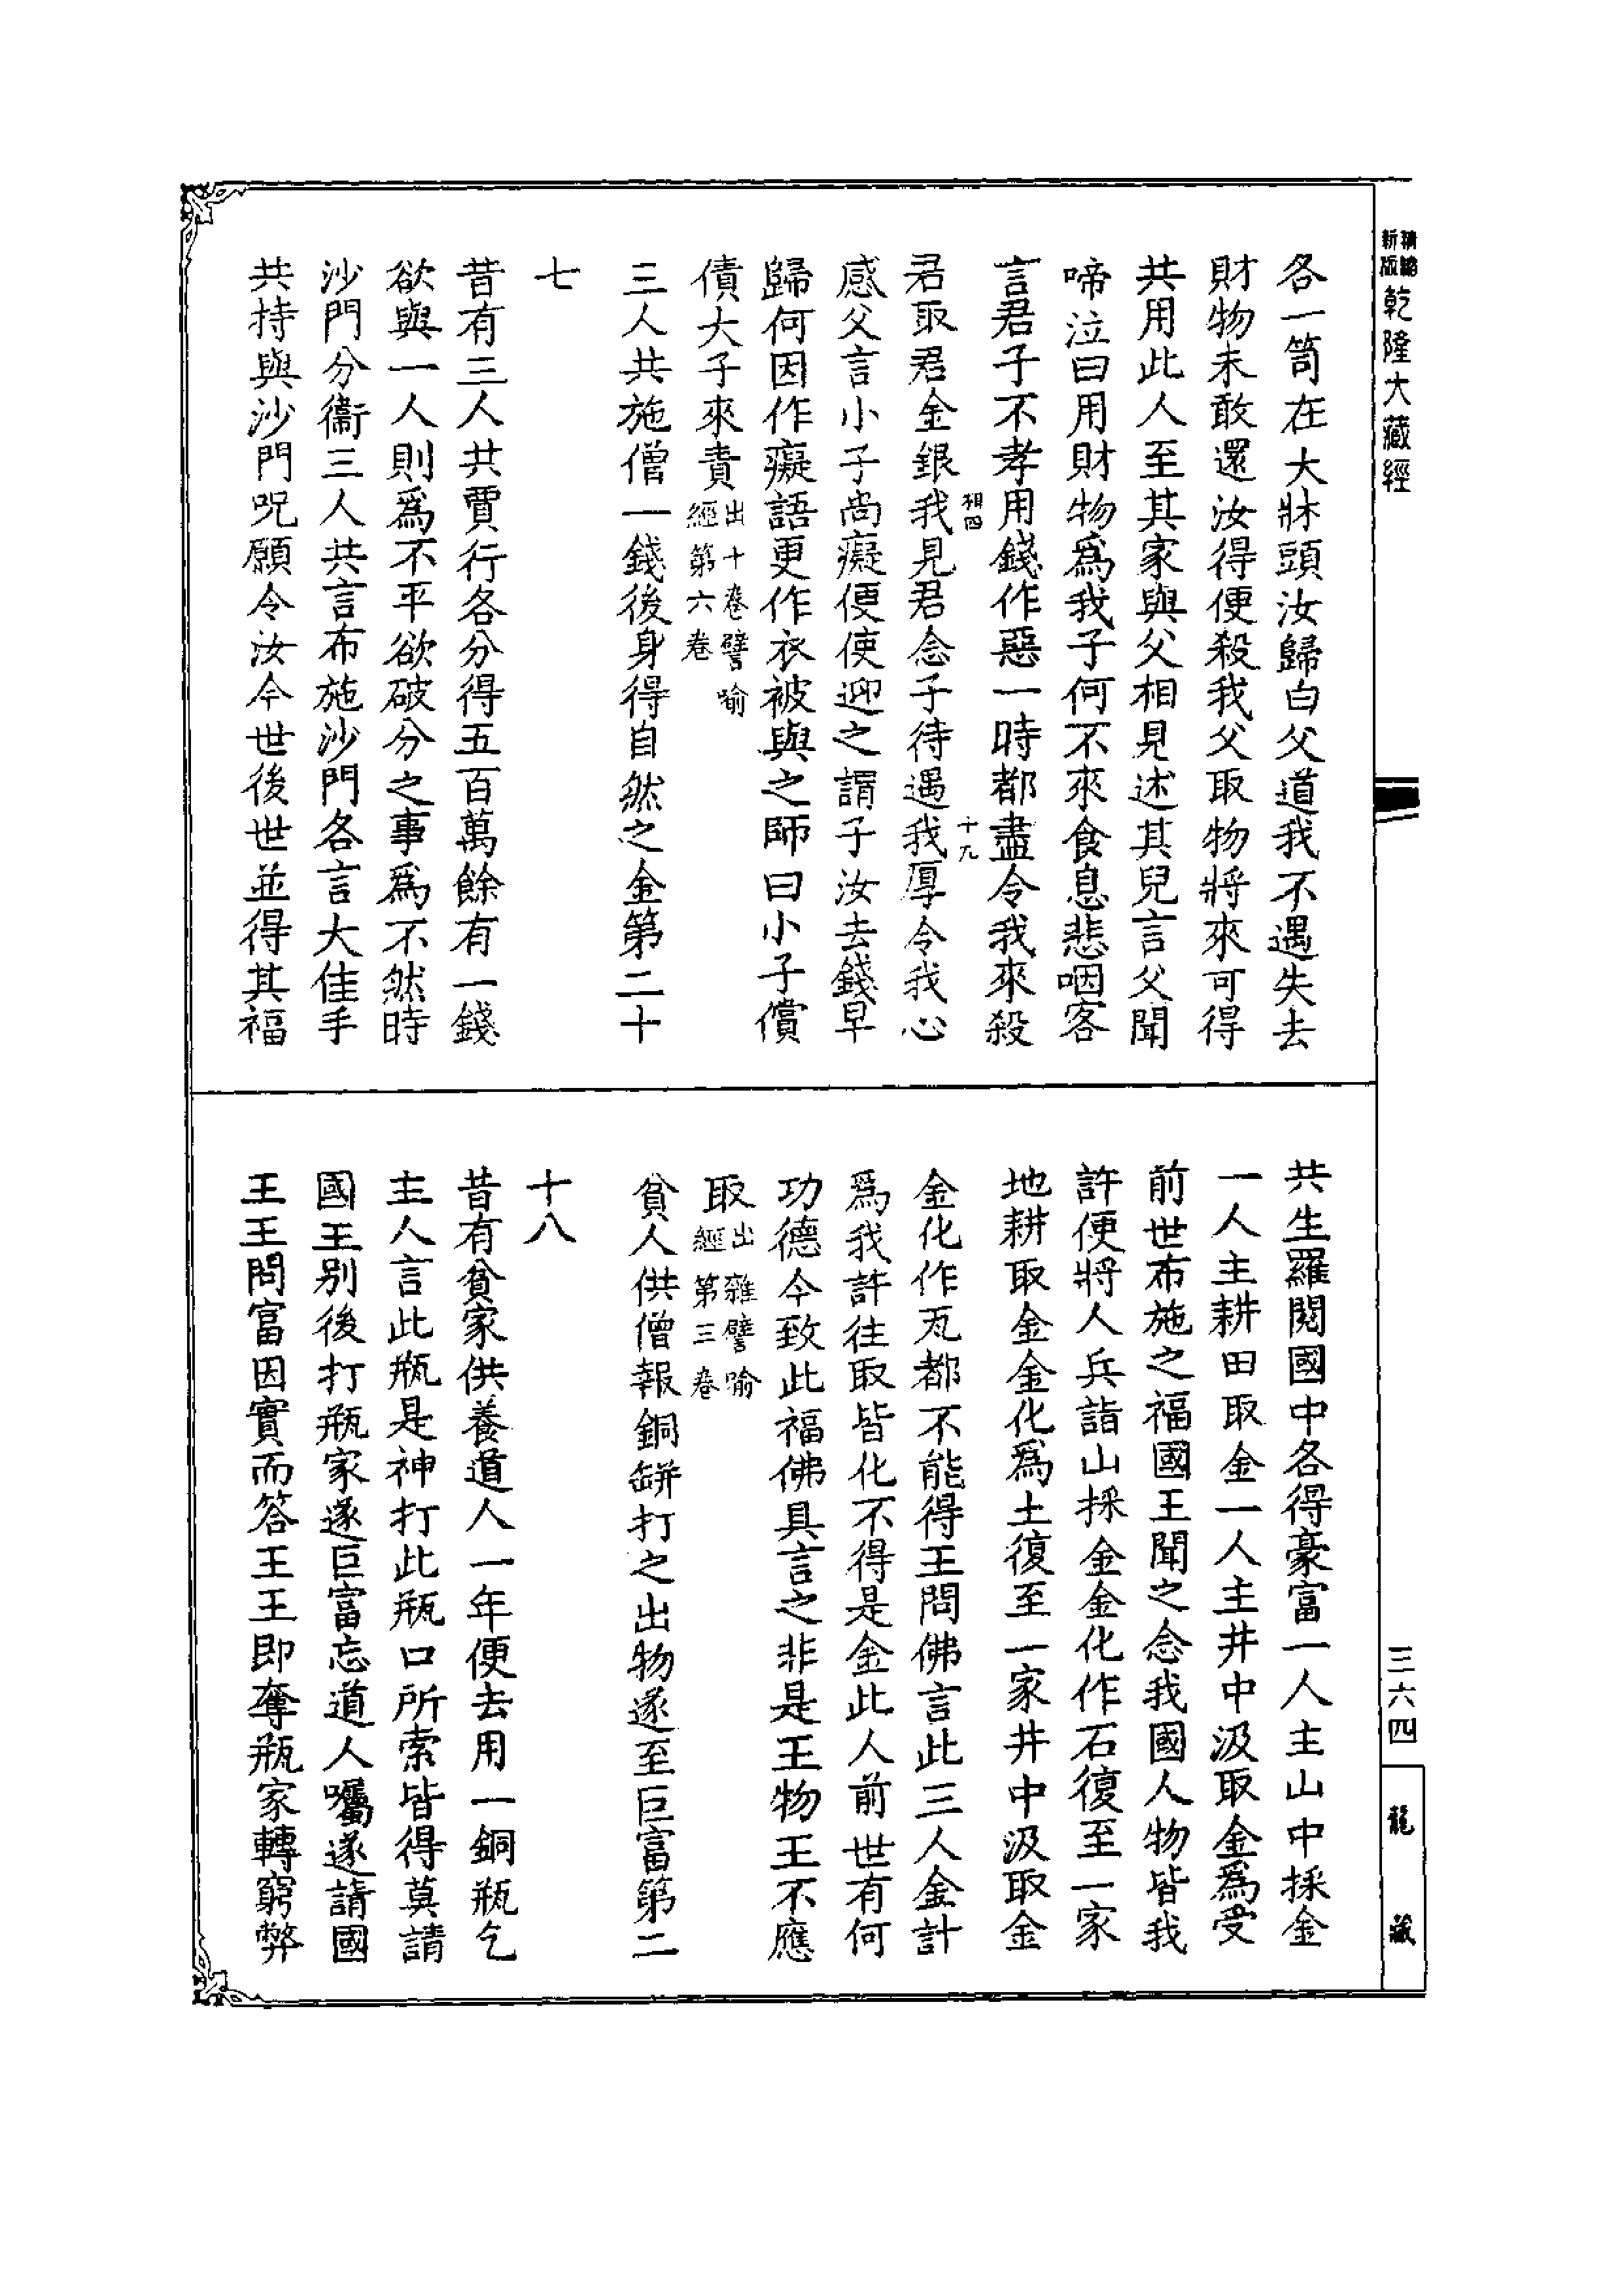 精縮新版乾隆大藏經
各一笥在大牀頭汝歸白父道我不遇失去
財物未敢還汝得便殺我父取物將來可得
共用此人至其家與父相見述其兒言父聞
啼泣曰用財物爲我子何不來食息悲咽客
言君子不孝用錢作惡一時都盡令我來殺
十九
君取君金銀我見君念子待遇我厚令我心
感父言小子尚癡便使迎之謂子汝去錢早
歸何因作癡語更作衣被與之師曰小子償
債大子來責出十卷譬喻經第六卷
三人共施僧一錢後身得自然之金第二十
七
昔有三人共賈行各分得五百萬餘有一錢
欲與一人則爲不平欲破分之事爲不然時
沙門分衞三人共言布施沙門各言大佳手
共持與沙門呪願令汝今世後世並得其福
共生羅閱國中各得豪富一人主山中採金
一人主耕田取金一人主井中汲取金爲受
前世布施之福國王聞之念我國人物皆我
許便將人兵詣山採金金化作石復至一家
地耕取金金化爲土復至一家井中汲取金
金化作瓦都不能得王問佛言此三人金計
爲我許往取皆化不得是金此人前世有何
功德今致此福佛具言之非是王物王不應
取出雜譬喻經第三卷
貧人供僧報銅缾打之出物遂至巨富第二
十八
昔有貧家供養道人一年便去用一銅瓶乞
主人言此瓶是神打此瓶口所索皆得莫請
國王別後打瓶家遂巨富忘道人囑遂請國
王王問富因實而答王王即奪瓶家轉窮弊
三六四
龍藏